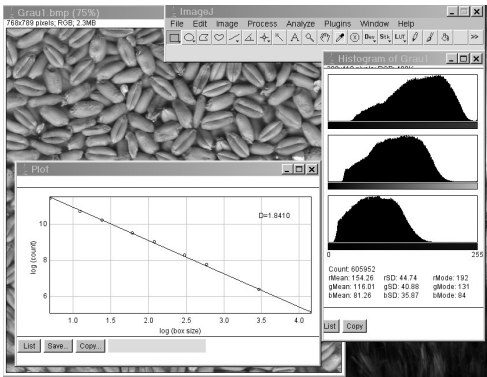 Grau1.bmp (75%)
768x789 pixels; RGB; 2.3MB
ImageJ
File Edit Image Process Analyze Plugins Window Help
Dev Stk LUT >>
Histogram of Grau1
Plot
D=1.8410
10
8
6
log (count)
1.0 1.5 2.0 2.5 3.0 3.5 4.0
log (box size)
List Save... Copy...
0 255
Count: 605952
rMean: 154.26 rSD: 44.74 rMode: 192
gMean: 116.01 gSD: 40.88 gMode: 131
bMean: 81.26 bSD: 35.87 bMode: 84
List Copy